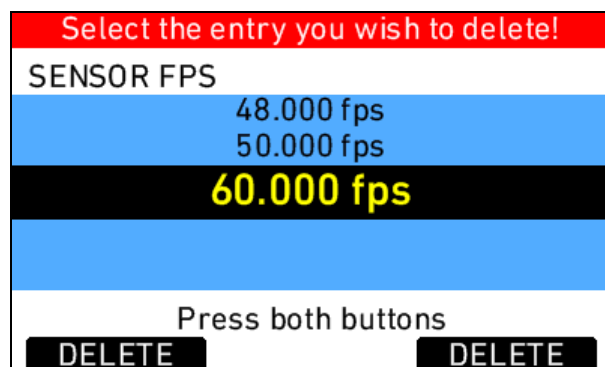 Select the entry you wish to delete!
SENSOR FPS
48.000 fps
50.000 fps
60.000 fps
Press both buttons
DELETE DELETE